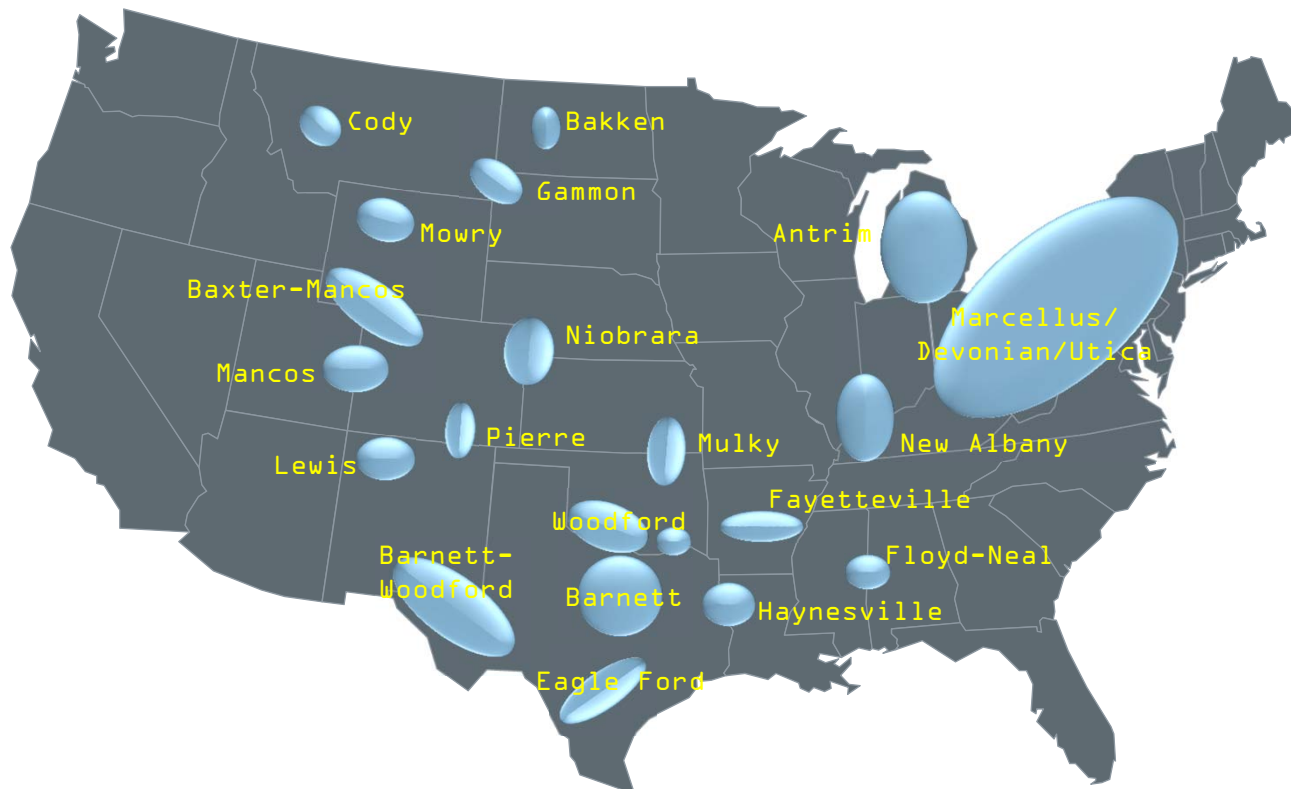 Cody
Bakken
Gammon
Mowry
Antrim
Baxter-Mancos
Marcellus/
Devonian/Utica
Niobrara
Mancos
Pierre
Mulky
New Albany
Lewis
Fayetteville
Woodford
Barnett-
Woodford
Floyd-Neal
Barnett
Haynesville
Eagle Ford